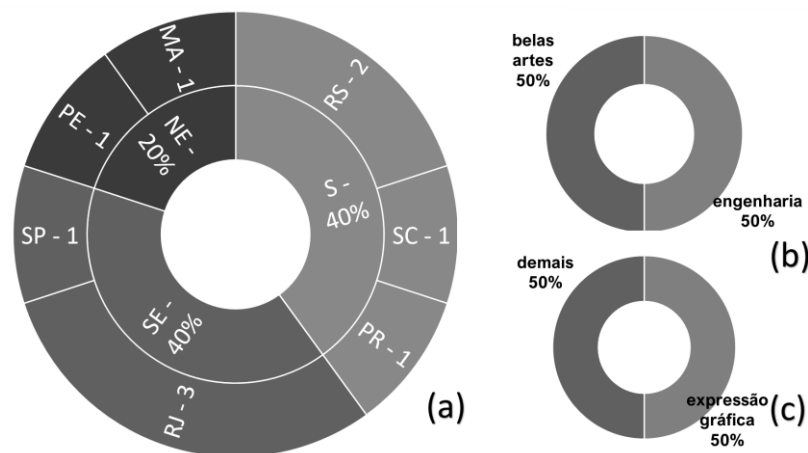 MA - 1
PE - 1
NE -
20%
RS - 2
S -
40%
SP - 1
SC - 1
SE -
40%
PR - 1
RJ - 3
(a)
belas
artes
50%
engenharia
50%
(b)
demais
50%
expressão
gráfica
50%
(c)